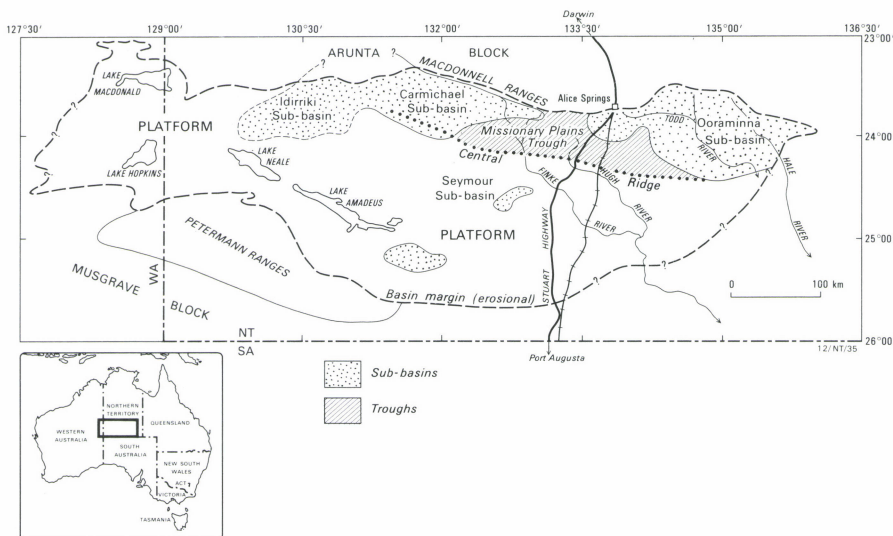 127°30'
129°00'
130°30'
132°00'
133°30'
135°00'
136°30'
23°00'
24°00'
25°00'
26°00'
Darwin
ARUNTA
BLOCK
?
?
MACDONNELL RANGES
LAKE
MACDONALD
Alice Springs
Idirriki
Sub-basin
Carmichael
Sub-basin
Missionary Plains
Trough
TODD
RIVER
Ooraminna
Sub-basin
HALE
RIVER
PLATFORM
LAKE HOPKINS
LAKE
NEALE
LAKE
AMADEUS
Central
Ridge
Seymour
Sub-basin
FINKE
RIVER
HUGH
RIVER
PLATFORM
PETERMANN RANGES
MUSGRAVE
BLOCK
WA
STUART HIGHWAY
Basin margin (erosional)
?
?
?
?
?
?
0 100 km
NT
SA
Port Augusta
12/NT/35
Sub-basins
Troughs
NORTHERN
TERRITORY
WESTERN
AUSTRALIA
QUEENSLAND
SOUTH
AUSTRALIA
NEW SOUTH
WALES
ACT
VICTORIA
TASMANIA